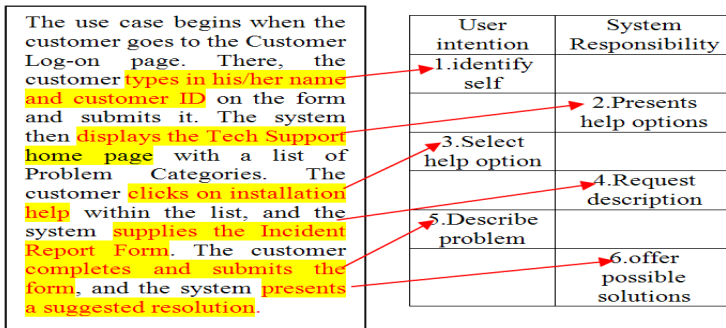 The use case begins when the
customer goes to the Customer
Log-on page. There, the
customer types in his/her name
and customer ID on the form
and submits it. The system
then displays the Tech Support
home page with a list of
Problem Categories. The
customer clicks on installation
help within the list, and the
system supplies the Incident
Report Form. The customer
completes and submits the
form, and the system presents
a suggested resolution.
User
intention
System
Responsibility
1.identify
self
2.Presents
help options
3.Select
help option
4.Request
description
5.Describe
problem
6.offer
possible
solutions